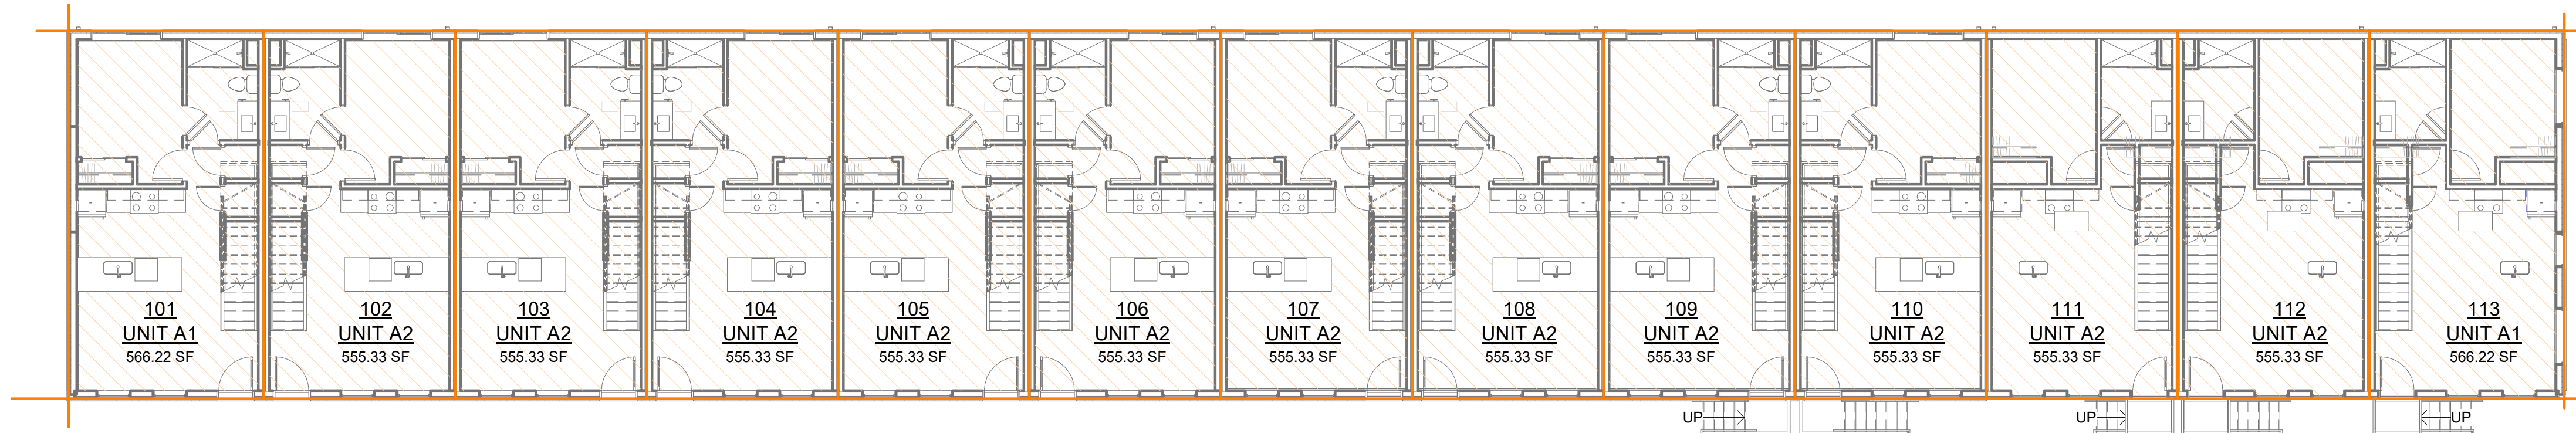 101
UNIT A1
566.22 SF
102
UNIT A2
555.33 SF
103
UNIT A2
555.33 SF
104
UNIT A2
555.33 SF
105
UNIT A2
555.33 SF
106
UNIT A2
555.33 SF
107
UNIT A2
555.33 SF
108
UNIT A2
555.33 SF
109
UNIT A2
555.33 SF
110
UNIT A2
555.33 SF
111
UNIT A2
555.33 SF
112
UNIT A2
555.33 SF
113
UNIT A1
566.22 SF
UP
UP
UP